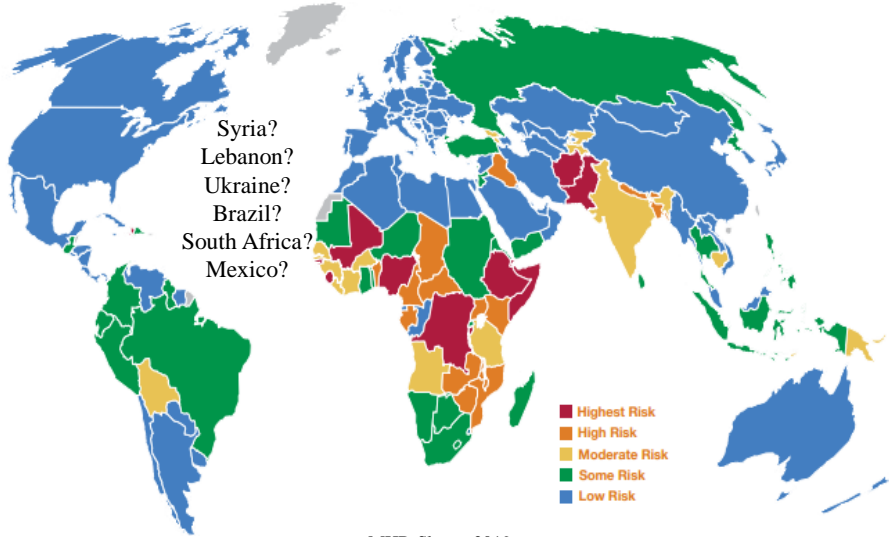 Syria?
Lebanon?
Ukraine?
Brazil?
South Africa?
Mexico?
Highest Risk
High Risk
Moderate Risk
Some Risk
Low Risk